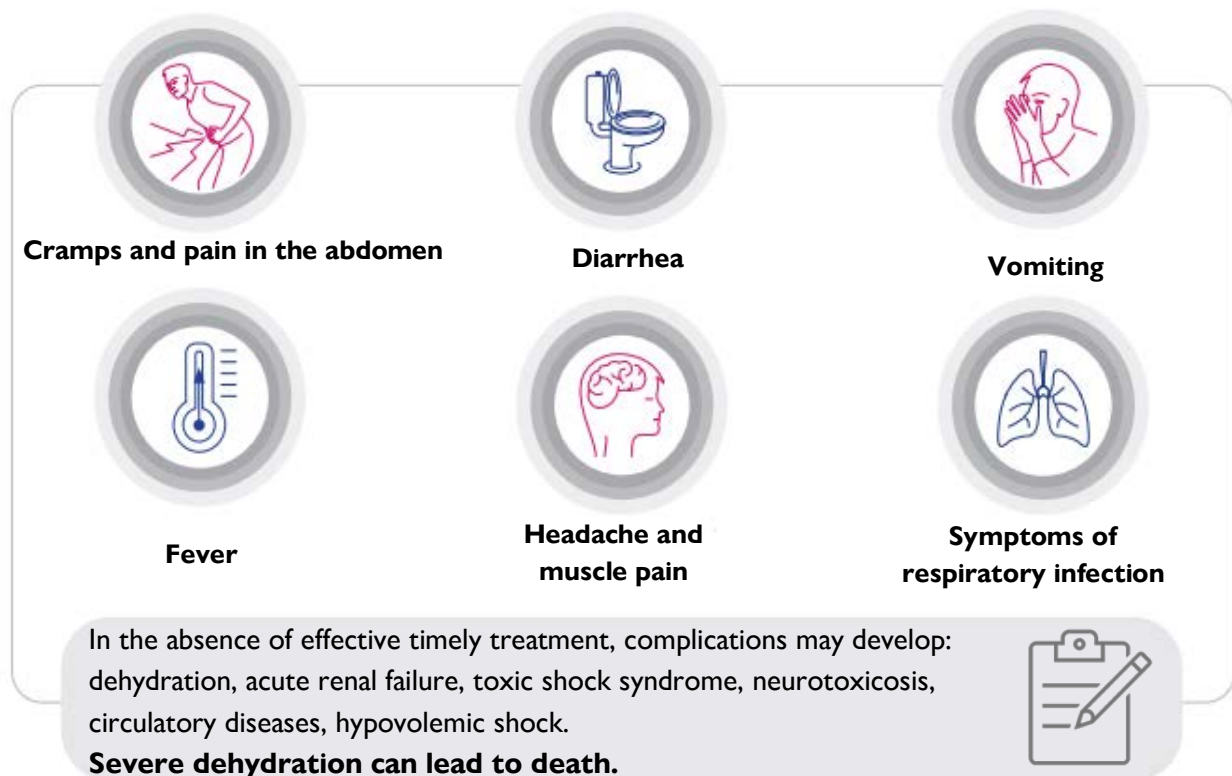 Cramps and pain in the abdomen
Diarrhea
Vomiting
Fever
Headache and
muscle pain
Symptoms of
respiratory infection
In the absence of effective timely treatment, complications may develop:
dehydration, acute renal failure, toxic shock syndrome, neurotoxicosis,
circulatory diseases, hypovolemic shock.
Severe dehydration can lead to death.